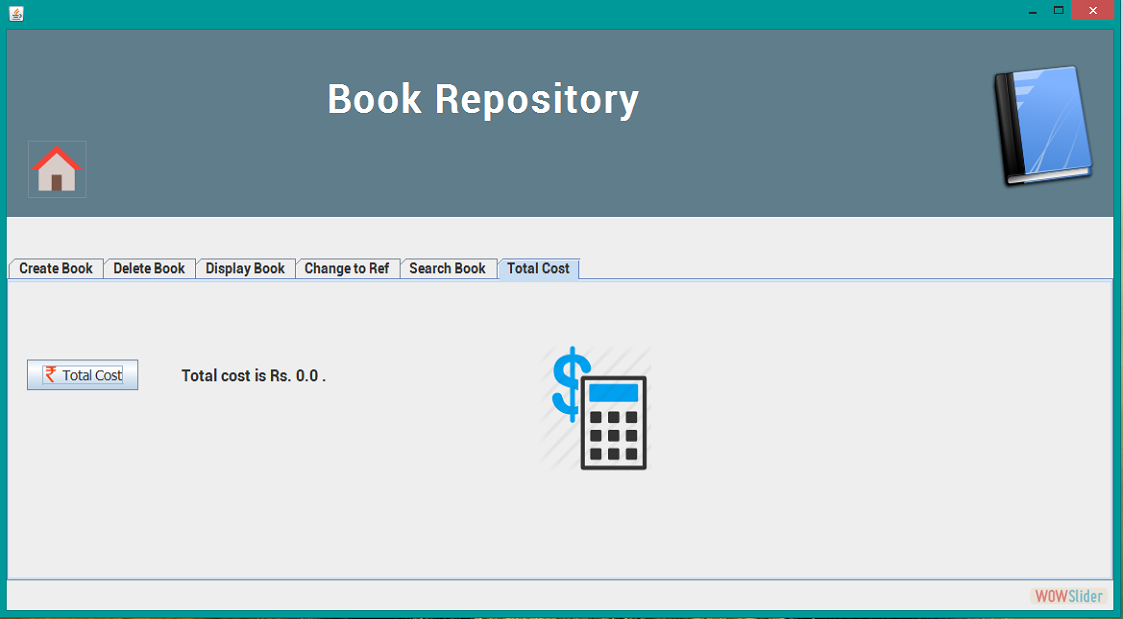 Book Repository
Create Book Delete Book Display Book Change to Ref Search Book Total Cost
₹ Total Cost Total cost is Rs. 0.0 .
$
WOWSlider